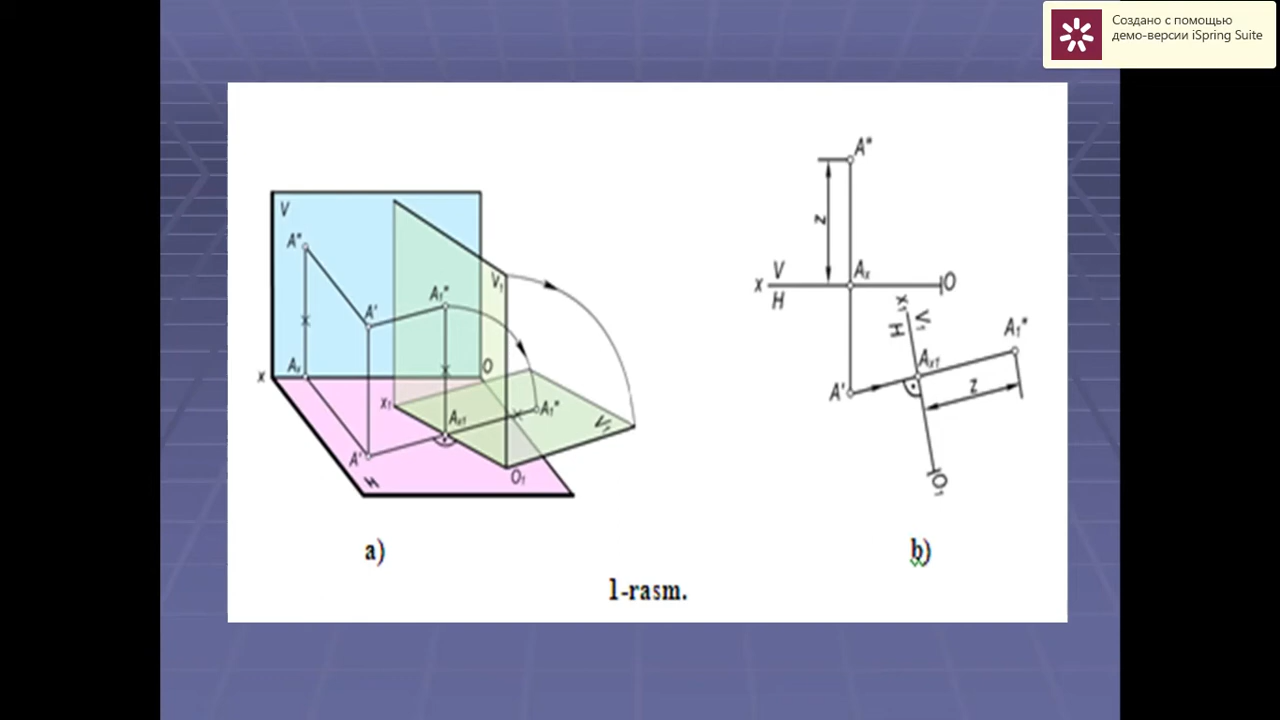 Создано с помощью
демо-версии iSpring Suite
V
A"
A'
A₁"
V₁
Aₓ
x
O
x₁
Aₓ₁
A₁"
V₁
A'
H
O₁
a)
A"
z
V
Aₓ
x
O
H
x₁
V₁
H
A₁"
Aₓ₁
A'
z
O₁
b)
1-rasm.